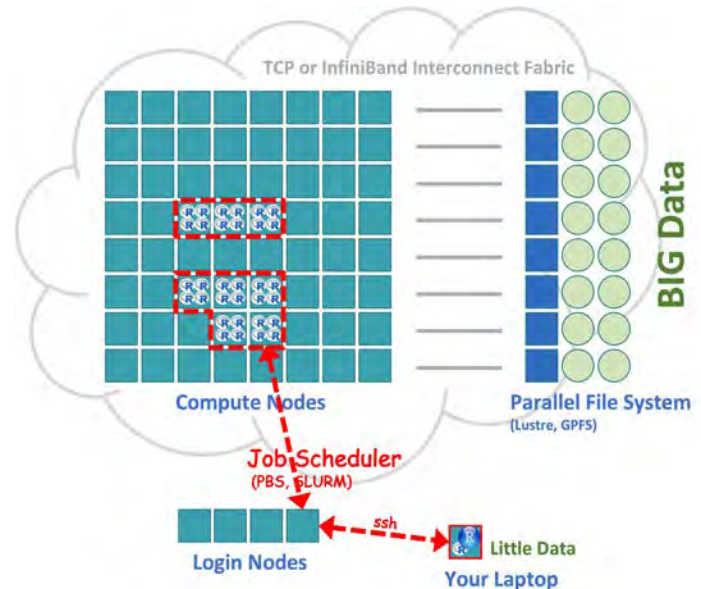 TCP or InfiniBand Interconnect Fabric
BIG Data
R R R R R R
R R R R R R
R R R R R R
R R R R R R
R R R R
R R R R
Compute Nodes
Parallel File System
(Lustre, GPFS)
Job Scheduler
(PBS, SLURM)
ssh
R
R
Little Data
Login Nodes
Your Laptop